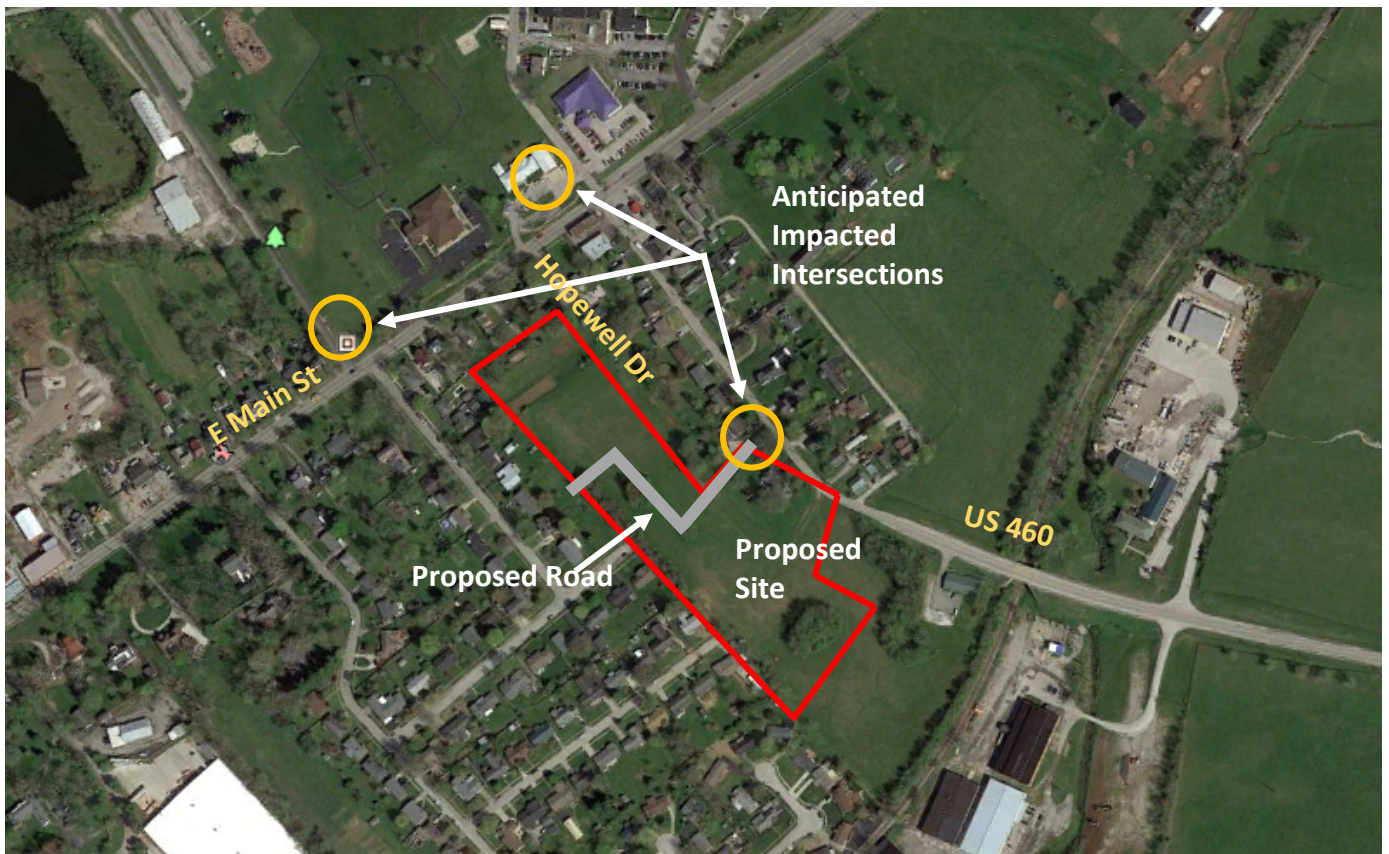 Anticipated
Impacted
Intersections
Hopewell Dr
E Main St
US 460
Proposed
Site
Proposed Road